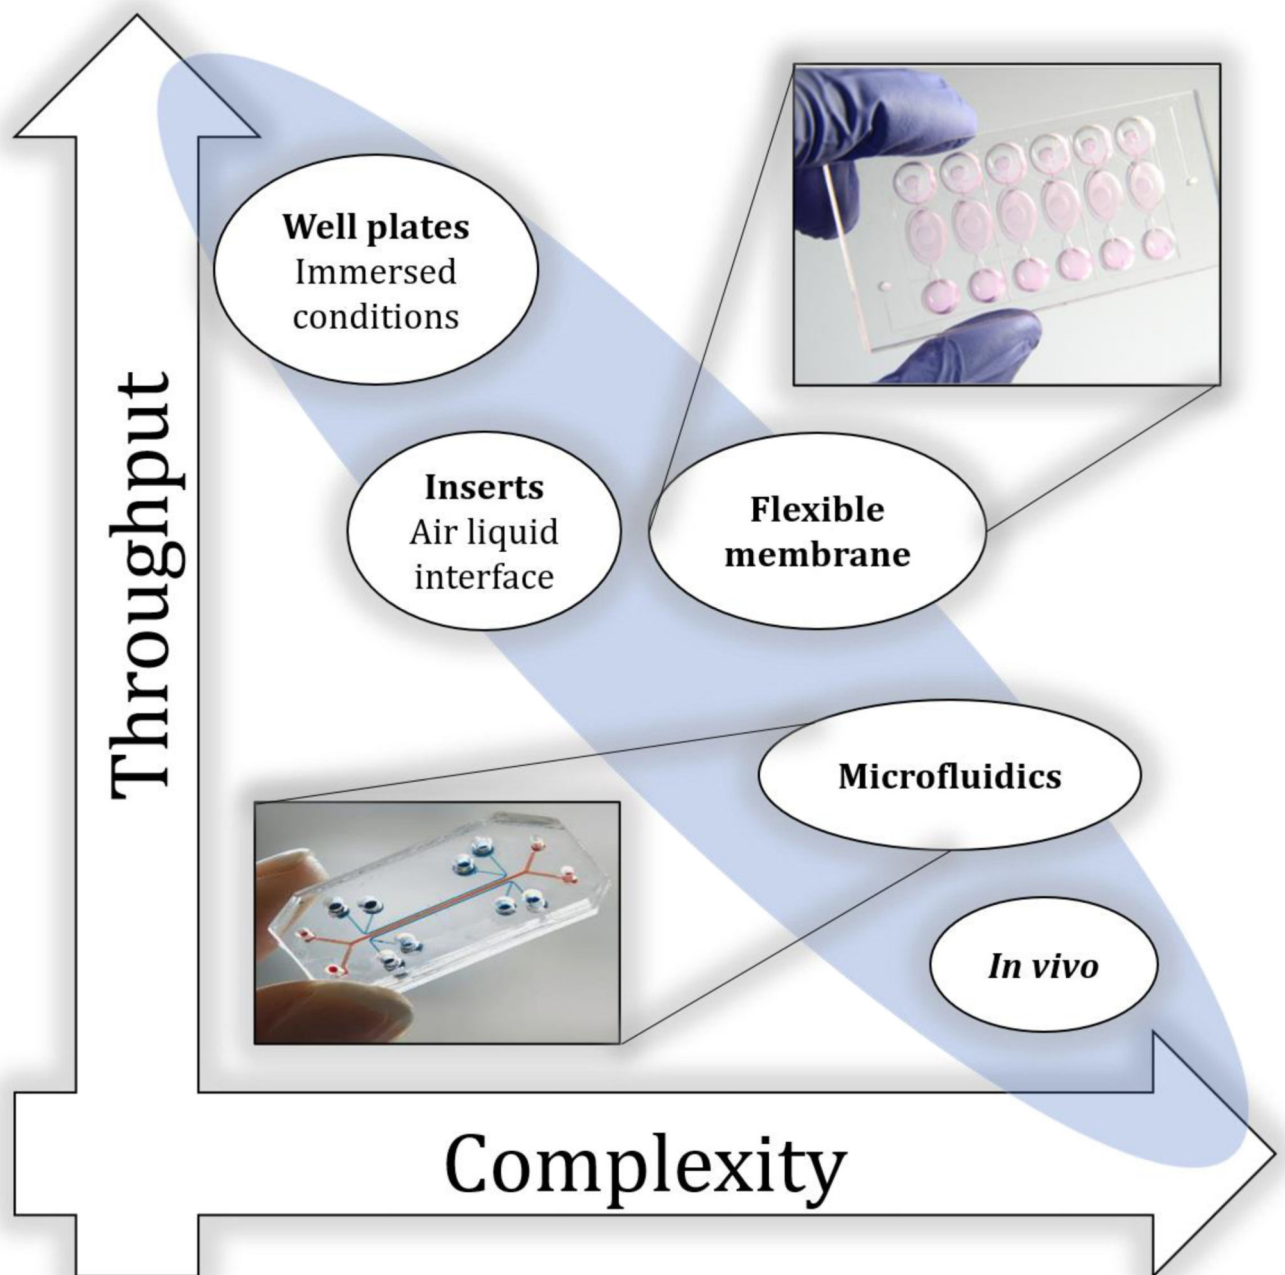 Throughput
Well plates
Immersed
conditions
Inserts
Air liquid
interface
Flexible
membrane
Microfluidics
In vivo
Complexity